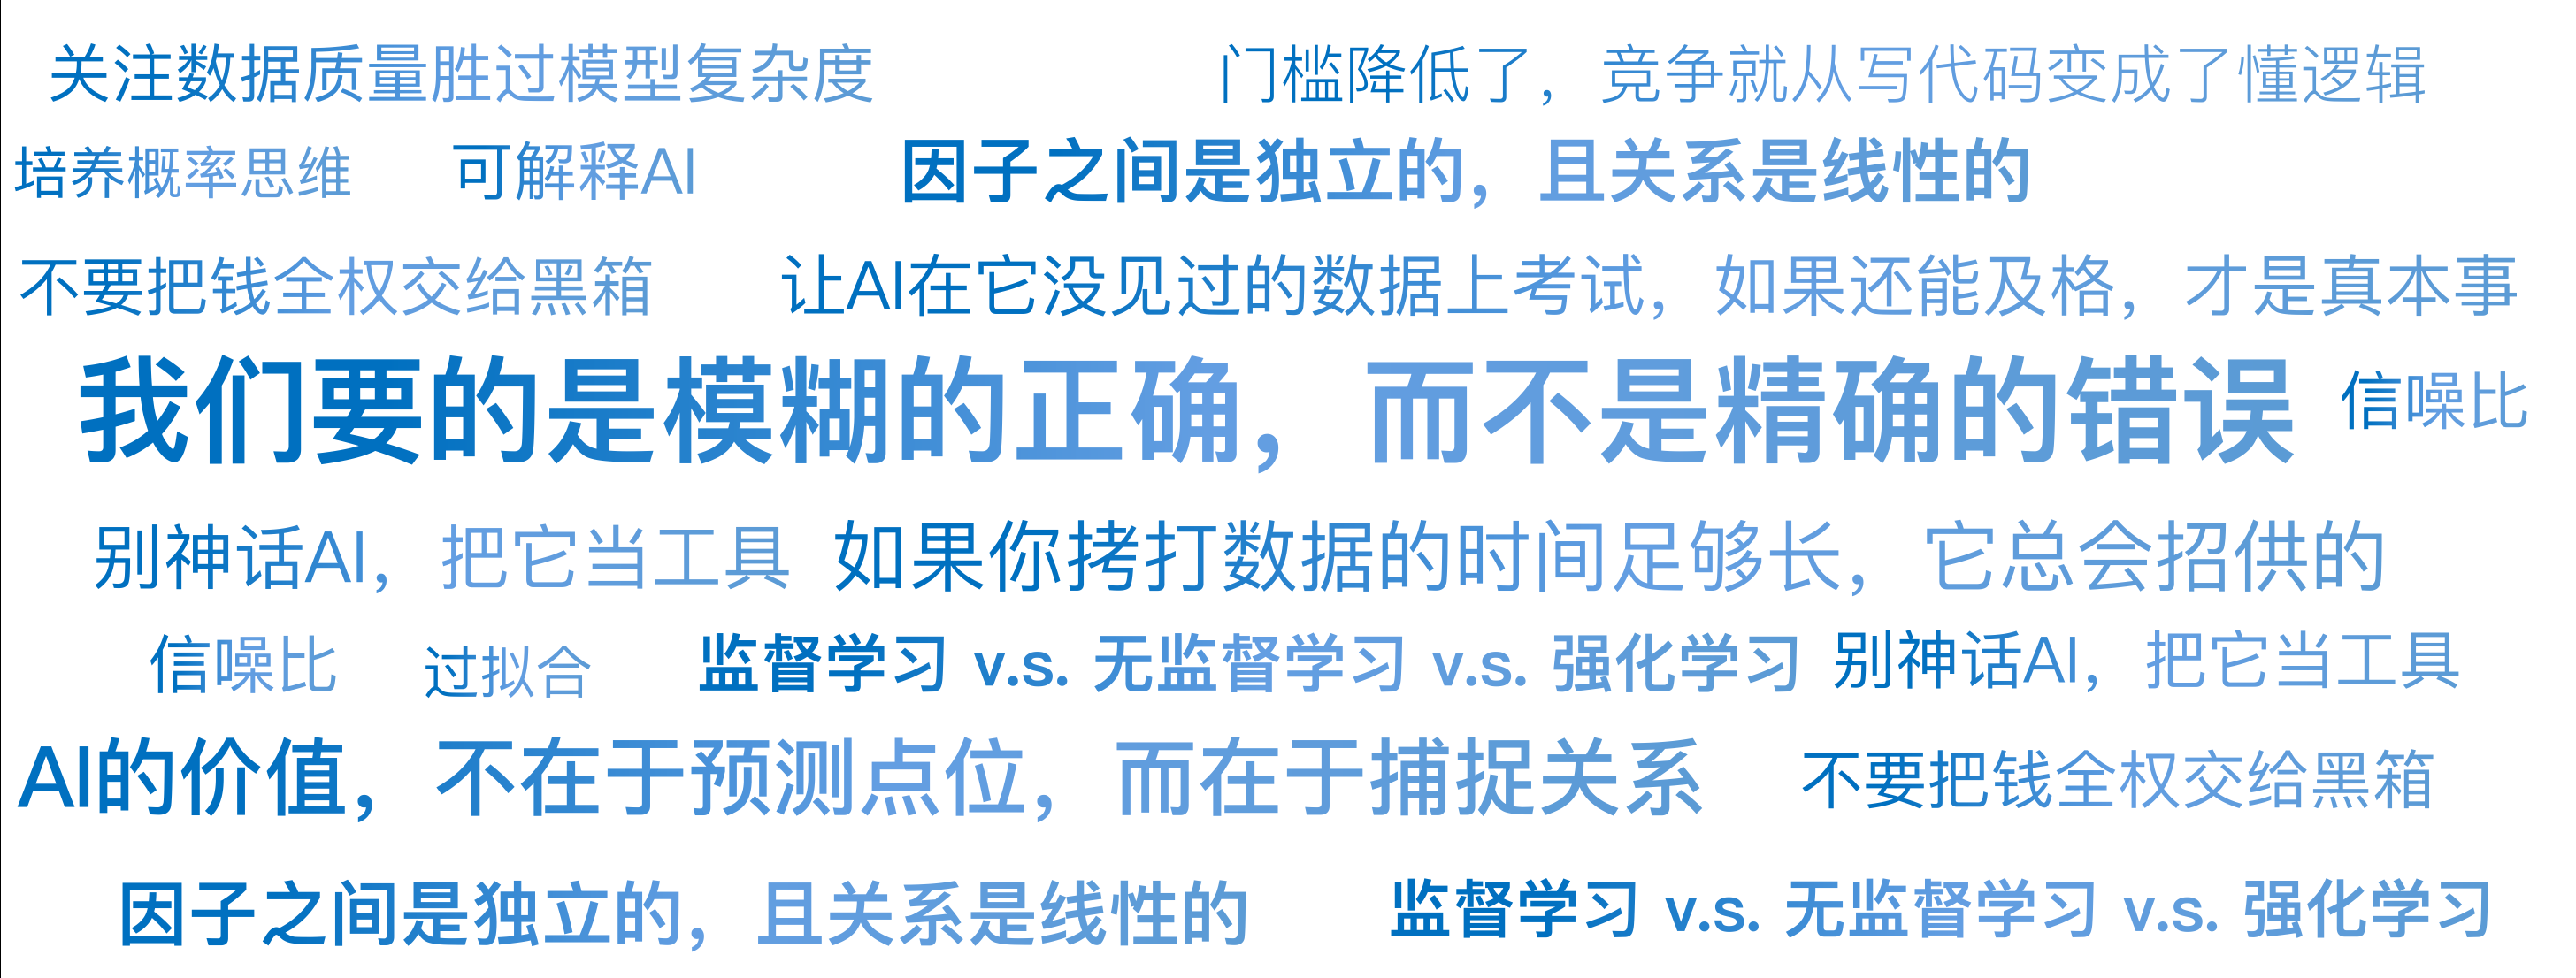 关注数据质量胜过模型复杂度 门槛降低了，竞争就从写代码变成了懂逻辑
培养概率思维 可解释AI 因子之间是独立的，且关系是线性的
不要把钱全权交给黑箱 让AI在它没见过的数据上考试，如果还能及格，才是真本事
我们要的是模糊的正确，而不是精确的错误 信噪比
别神话AI，把它当工具 如果你拷打数据的时间足够长，它总会招供的
信噪比 过拟合 监督学习 v.s. 无监督学习 v.s. 强化学习 别神话AI，把它当工具
AI的价值，不在于预测点位，而在于捕捉关系 不要把钱全权交给黑箱
因子之间是独立的，且关系是线性的 监督学习 v.s. 无监督学习 v.s. 强化学习